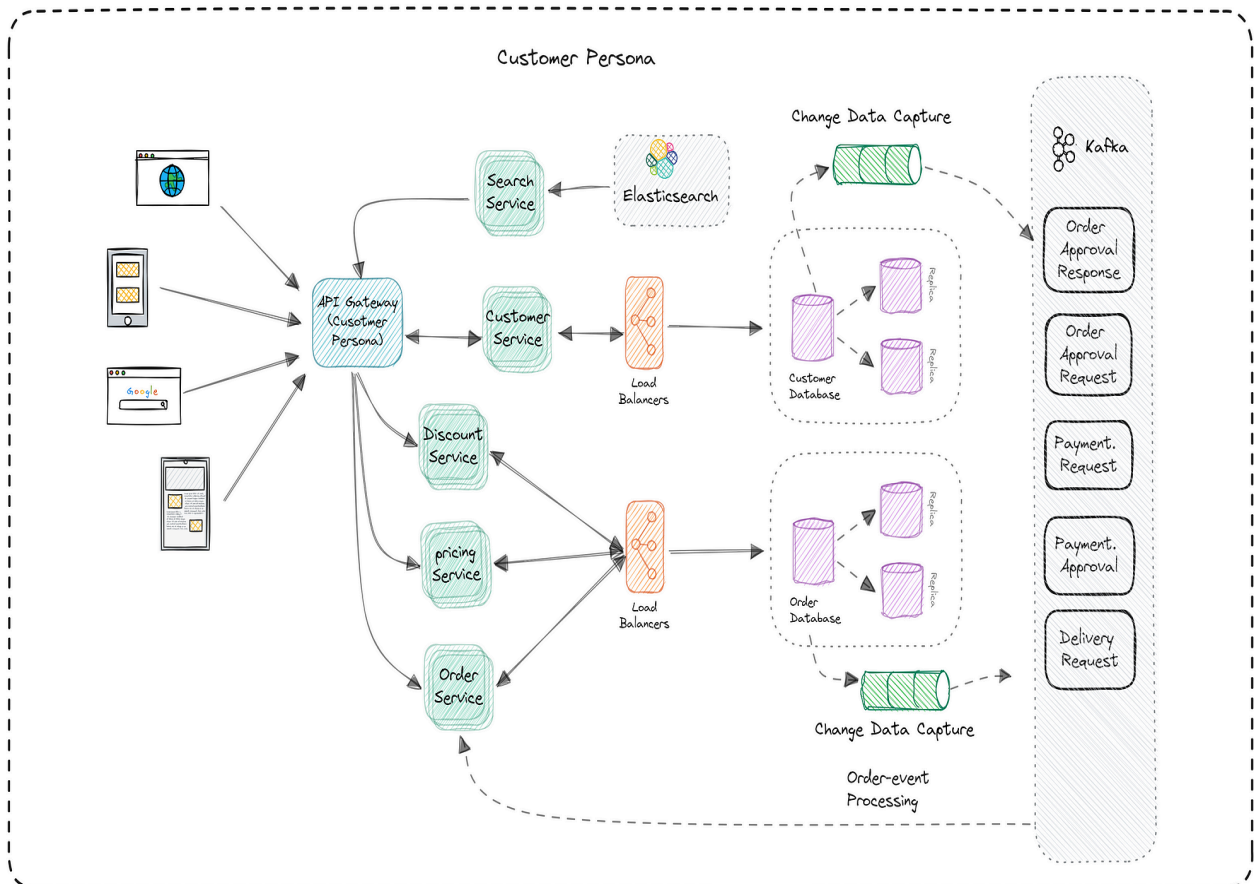 Customer Persona
Change Data Capture
Kafka
Search
Service
Elasticsearch
Order
Approval
Response
API Gateway
(Cusotmer
Persona)
Customer
Service
Load
Balancers
Customer
Database
Replica
Replica
Order
Approval
Request
Google
Discount
Service
Payment.
Request
pricing
Service
Load
Balancers
Order
Database
Replica
Replica
Payment.
Approval
Order
Service
Delivery
Request
Change Data Capture
Order-event
Processing